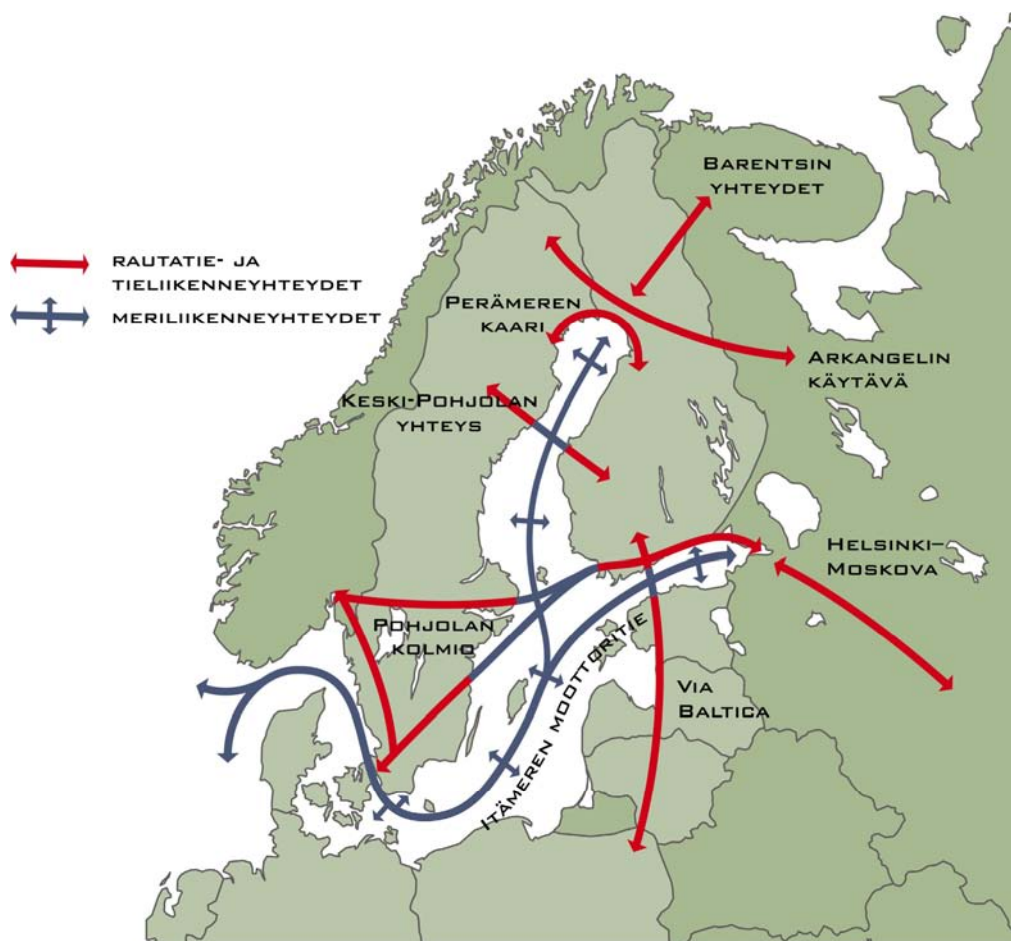 RAUTATIE- JA
TIELIIKENNEYHTEYDET
MERILIIKENNEYHTEYDET
BARENTSIN
YHTEYDET
PERÄMEREN
KAARI
ARKANGELIN
KÄYTÄVÄ
KESKI-POHJOLAN
YHTEYS
HELSINKI–
MOSKOVA
POHJOLAN
KOLMIO
VIA
BALTICA
ITÄMEREN MOOTTORITIE